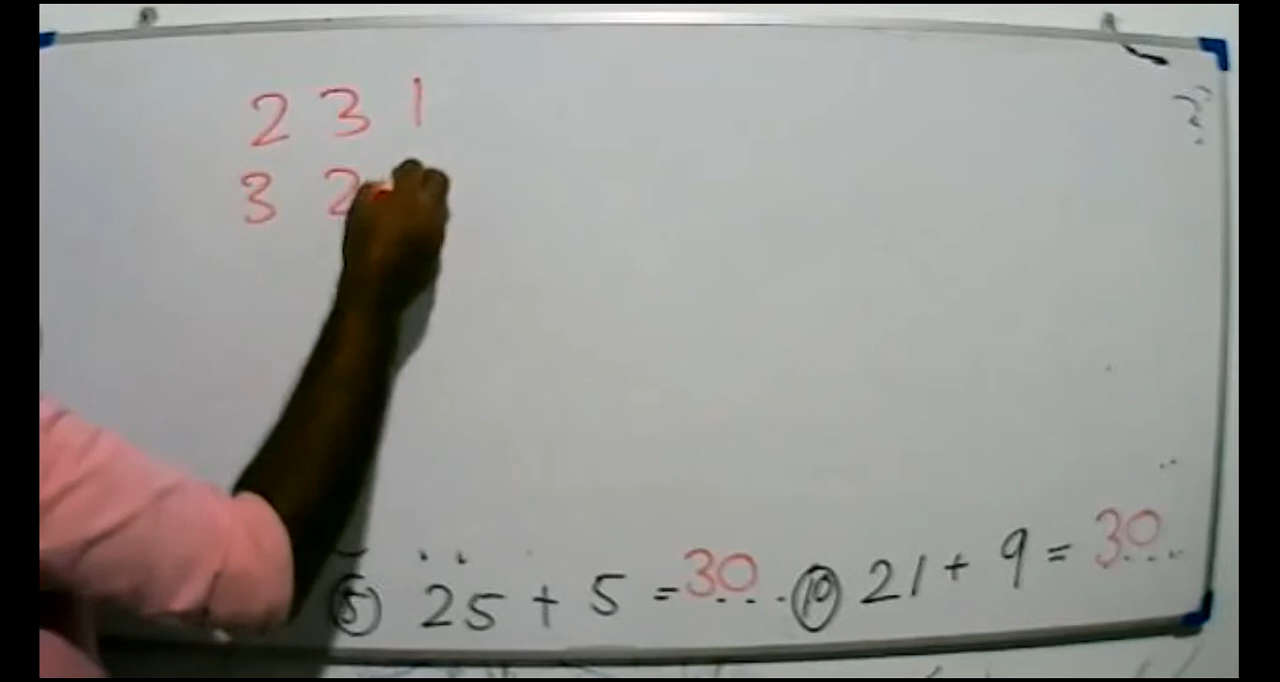 2 3 1
3 2
⑤ 25 + 5 = 30.... ⑩ 21 + 9 = 30....